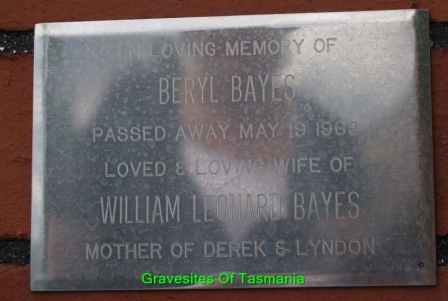 IN LOVING MEMORY OF
BERYL BAYES
PASSED AWAY MAY 19 1969
LOVED & LOVING WIFE OF
WILLIAM LEONARD BAYES
MOTHER OF DEREK & LYNDON
Gravesites Of Tasmania